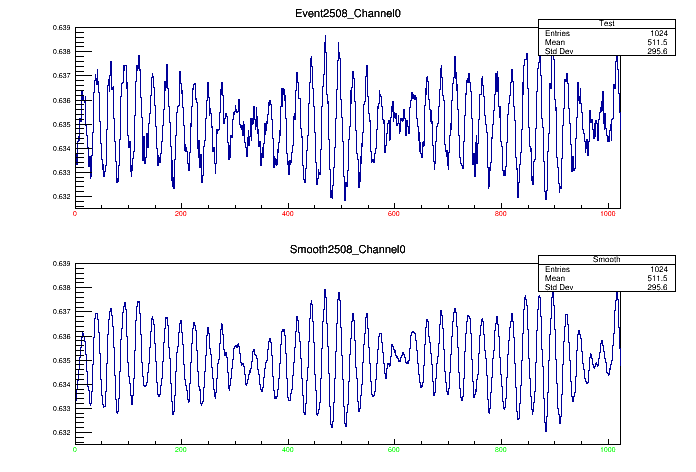 Event2508_Channel0
Test
Entries 1024
Mean 511.5
Std Dev 295.6
0.639
0.638
0.637
0.636
0.635
0.634
0.633
0.632
0 200 400 600 800 1000
Smooth2508_Channel0
Smooth
Entries 1024
Mean 511.5
Std Dev 295.6
0.639
0.638
0.637
0.636
0.635
0.634
0.633
0.632
0 200 400 600 800 1000